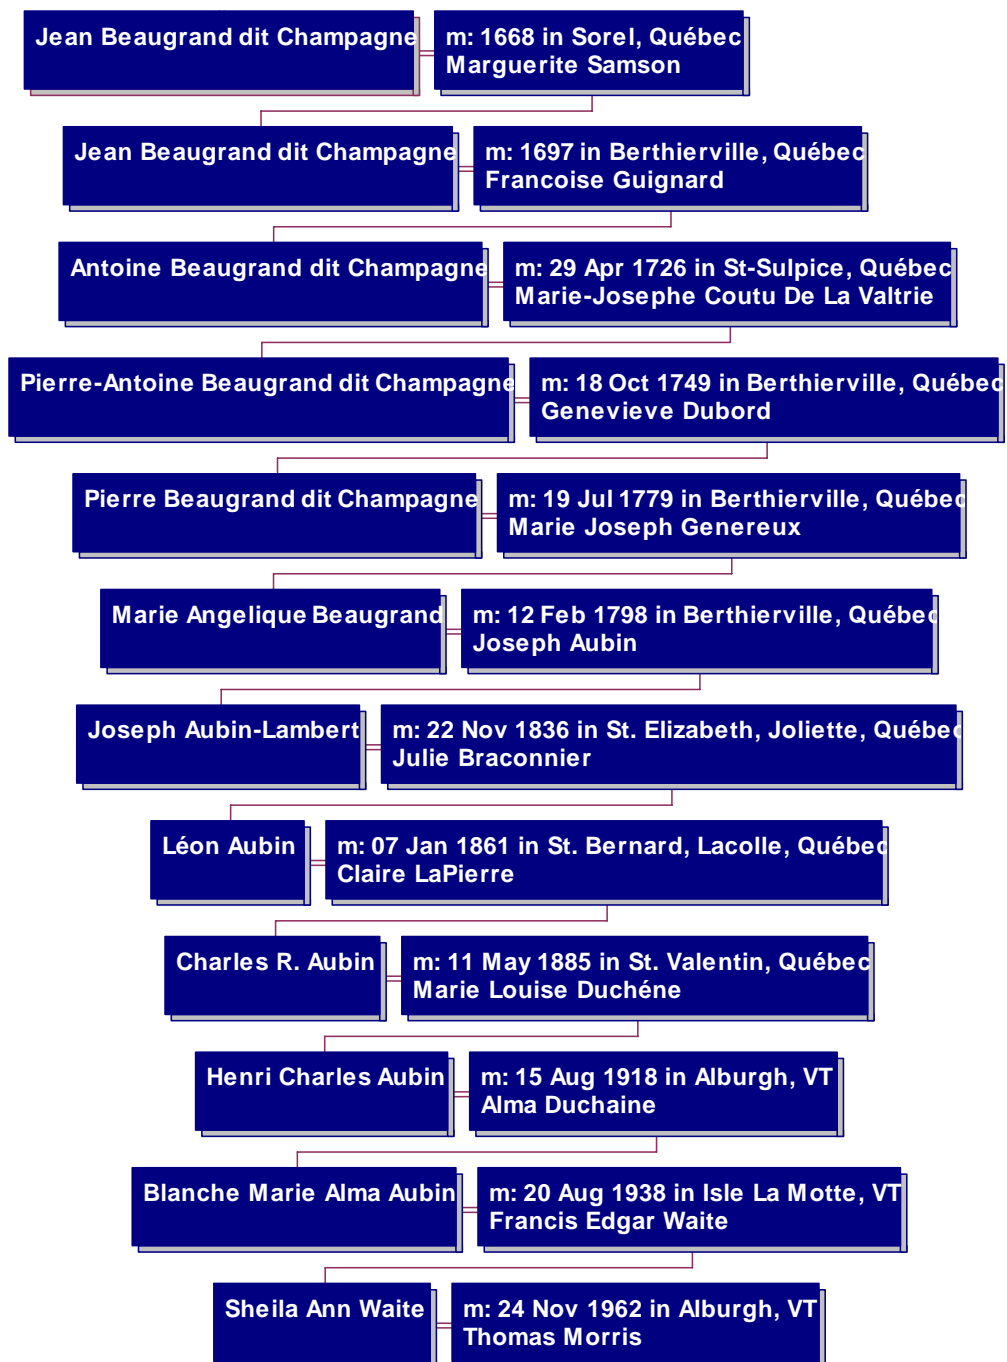 Jean Beaugrand dit Champagne
m: 1668 in Sorel, Québec
Marguerite Samson
Jean Beaugrand dit Champagne
m: 1697 in Berthierville, Québec
Francoise Guignard
Antoine Beaugrand dit Champagne
m: 29 Apr 1726 in St-Sulpice, Québec
Marie-Josephe Coutu De La Valtrie
Pierre-Antoine Beaugrand dit Champagne
m: 18 Oct 1749 in Berthierville, Québec
Genevieve Dubord
Pierre Beaugrand dit Champagne
m: 19 Jul 1779 in Berthierville, Québec
Marie Joseph Genereux
Marie Angelique Beaugrand
m: 12 Feb 1798 in Berthierville, Québec
Joseph Aubin
Joseph Aubin-Lambert
m: 22 Nov 1836 in St. Elizabeth, Joliette, Québec
Julie Braconnier
Léon Aubin
m: 07 Jan 1861 in St. Bernard, Lacolle, Québec
Claire LaPierre
Charles R. Aubin
m: 11 May 1885 in St. Valentin, Québec
Marie Louise Duchéne
Henri Charles Aubin
m: 15 Aug 1918 in Alburgh, VT
Alma Duchaine
Blanche Marie Alma Aubin
m: 20 Aug 1938 in Isle La Motte, VT
Francis Edgar Waite
Sheila Ann Waite
m: 24 Nov 1962 in Alburgh, VT
Thomas Morris